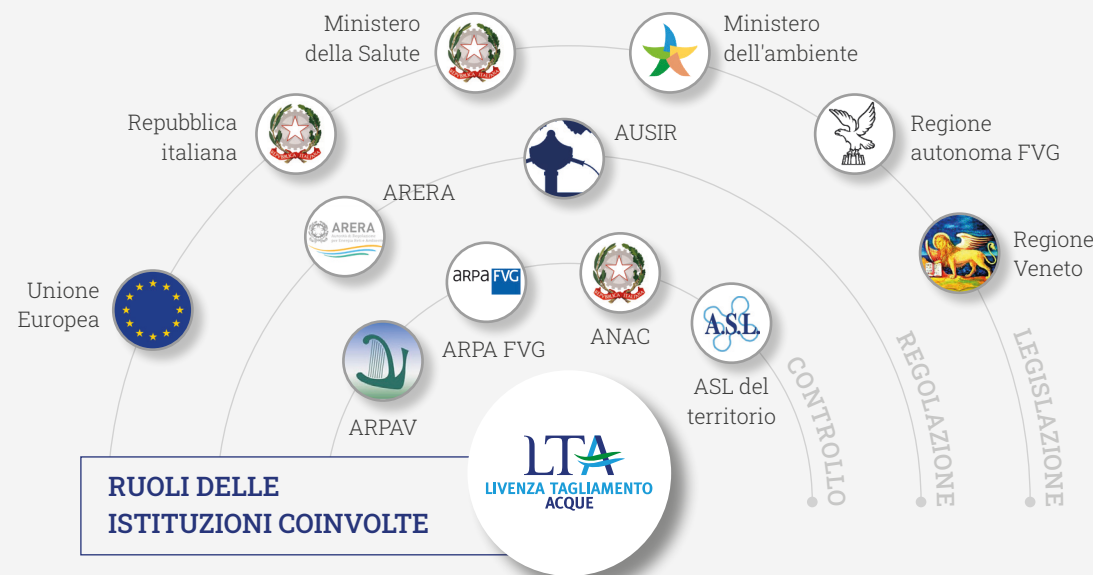 Ministero
della Salute
Ministero
dell'ambiente
Repubblica
italiana
AUSIR
Regione
autonoma FVG
ARERA
ARERA
Regione
Veneto
Unione
Europea
arpa FVG
ARPA FVG
ANAC
A.S.L.
ASL del
territorio
ARPAV
CONTROLLO
REGOLAZIONE
LEGISLAZIONE
RUOLI DELLE
ISTITUZIONI COINVOLTE
LTA
LIVENZA TAGLIAMENTO
ACQUE